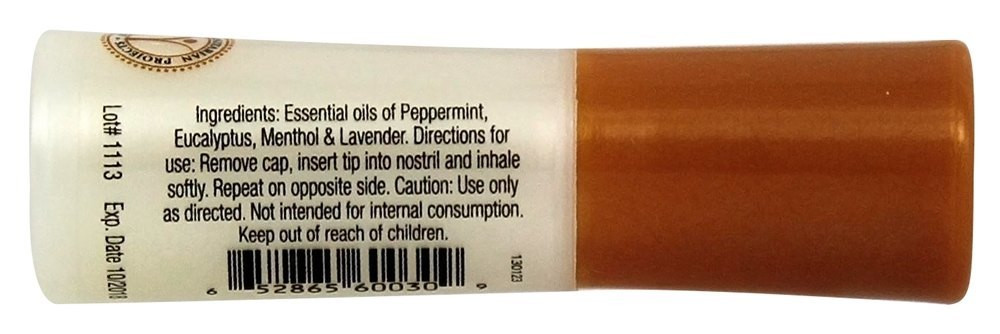 Ingredients: Essential oils of Peppermint,
Eucalyptus, Menthol & Lavender. Directions for
use: Remove cap, insert tip into nostril and inhale
softly. Repeat on opposite side. Caution: Use only
as directed. Not intended for internal consumption.
Keep out of reach of children.
6 52865 60030 9
130123
Lot# 1113 Exp. Date 10/2018
PROJECTS